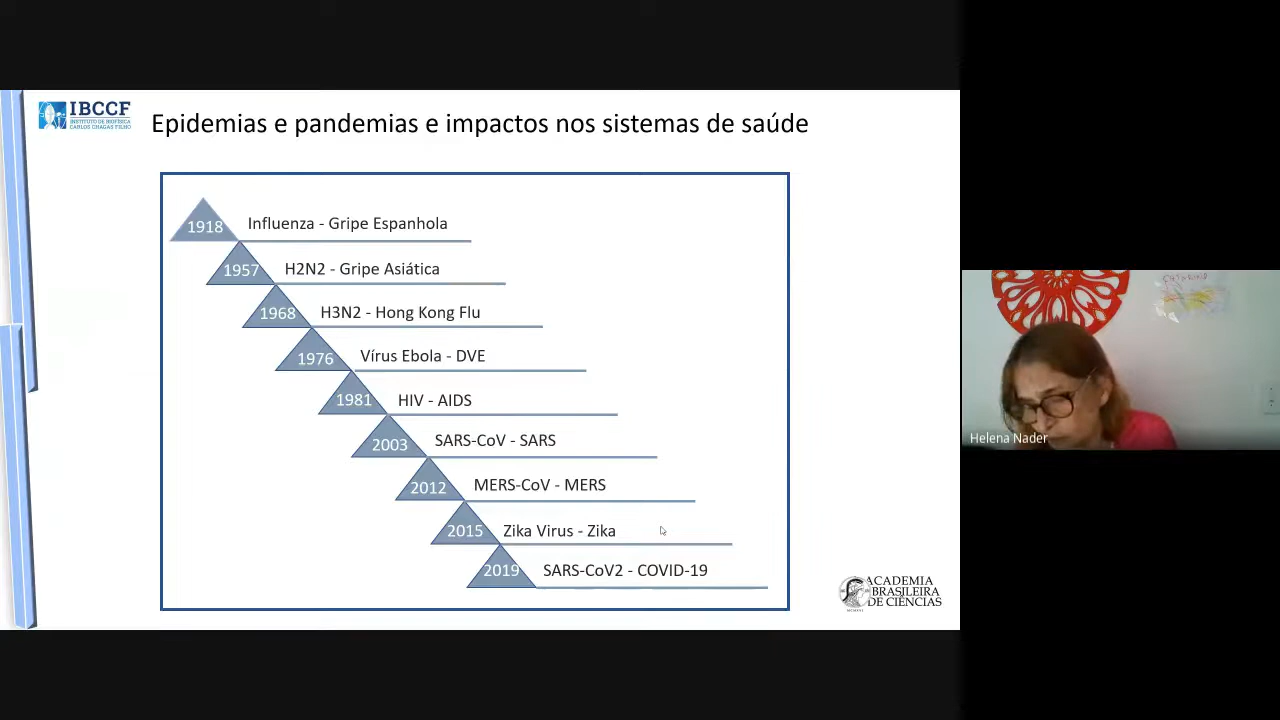 IBCCF
INSTITUTO DE BIOFÍSICA
CARLOS CHAGAS FILHO
Epidemias e pandemias e impactos nos sistemas de saúde
1918 Influenza - Gripe Espanhola
1957 H2N2 - Gripe Asiática
1968 H3N2 - Hong Kong Flu
1976 Vírus Ebola - DVE
1981 HIV - AIDS
2003 SARS-CoV - SARS
2012 MERS-CoV - MERS
2015 Zika Virus - Zika
2019 SARS-CoV2 - COVID-19
ACADEMIA
BRASILEIRA
DE CIÊNCIAS
Helena Nader